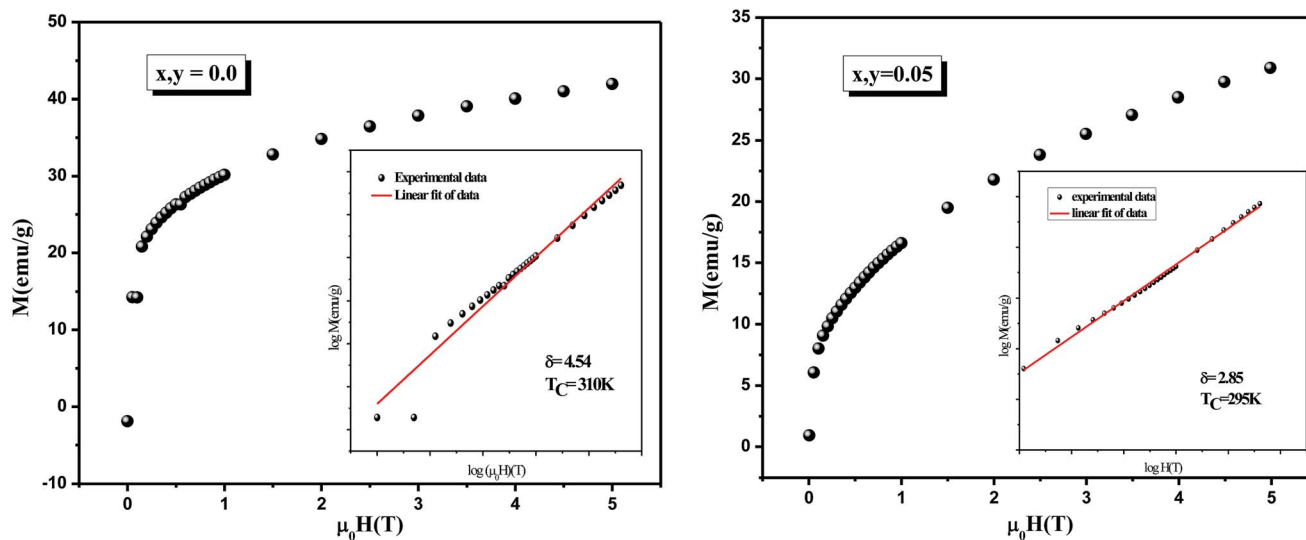 50
40
30
20
10
0
-10
M(emu/g)
x,y = 0.0
Experimental data
Linear fit of data
log M(emu/g)
δ=4.54
T_C=310K
log (μ₀H)(T)
0 1 2 3 4 5
μ₀H(T)
35
30
25
20
15
10
5
0
M(emu/g)
x,y=0.05
experimental data
linear fit of data
log M(emu/g)
δ=2.85
T_C=295K
log H(T)
0 1 2 3 4 5
μ₀H(T)